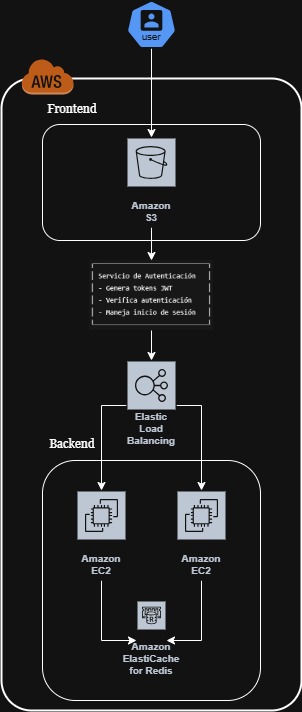 user
AWS
Frontend
Amazon
S3
Servicio de Autenticación
- Genera tokens JWT
- Verifica autenticación
- Maneja inicio de sesión
Elastic
Load
Balancing
Backend
Amazon
EC2
Amazon
EC2
Amazon
ElastiCache
for Redis